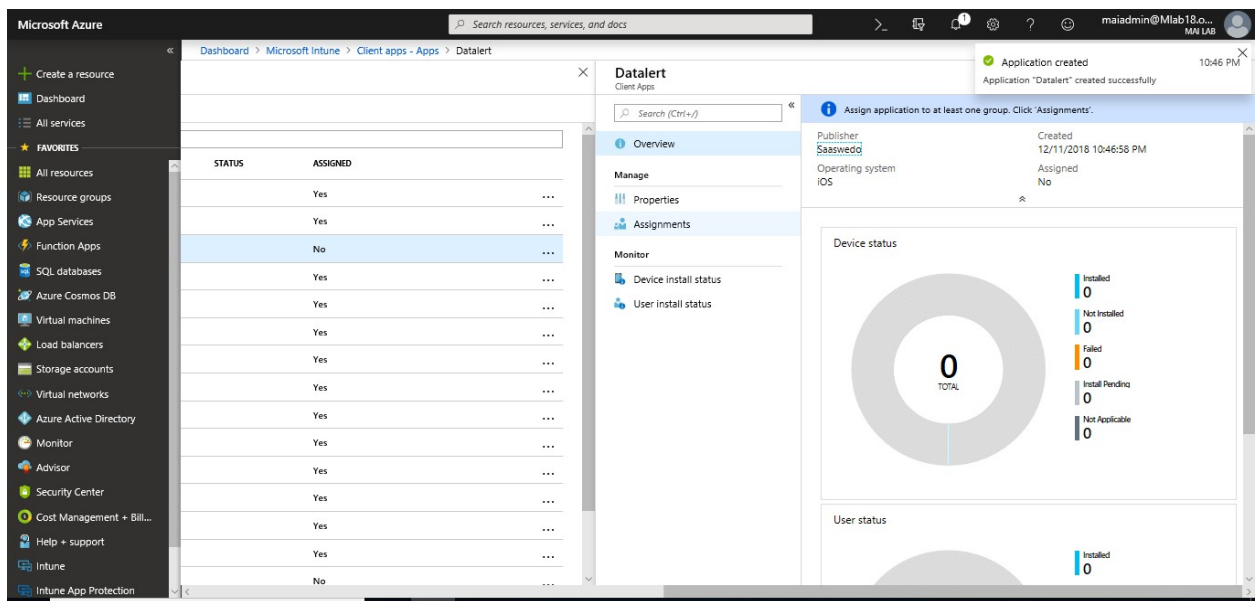 Microsoft Azure
Search resources, services, and docs
>_
1
?
maiadmin@Mlab18.o...
MAI LAB
«
Dashboard > Microsoft Intune > Client apps - Apps > Datalert
Create a resource
Dashboard
All services
FAVORITES
All resources
Resource groups
App Services
Function Apps
SQL databases
Azure Cosmos DB
Virtual machines
Load balancers
Storage accounts
Virtual networks
Azure Active Directory
Monitor
Advisor
Security Center
Cost Management + Bill...
Help + support
Intune
Intune App Protection
STATUS ASSIGNED
Yes ...
Yes ...
No ...
Yes ...
Yes ...
Yes ...
Yes ...
Yes ...
Yes ...
Yes ...
Yes ...
Yes ...
Yes ...
Yes ...
No ...
Datalert
Client Apps
Search (Ctrl+/)
«
Overview
Manage
Properties
Assignments
Monitor
Device install status
User install status
Application created 10:46 PM
Application "Datalert" created successfully
Assign application to at least one group. Click 'Assignments'.
Publisher
Saaswedo
Created
12/11/2018 10:46:58 PM
Operating system
iOS
Assigned
No
Device status
0
TOTAL
Installed
0
Not Installed
0
Failed
0
Install Pending
0
Not Applicable
0
User status
Installed
0